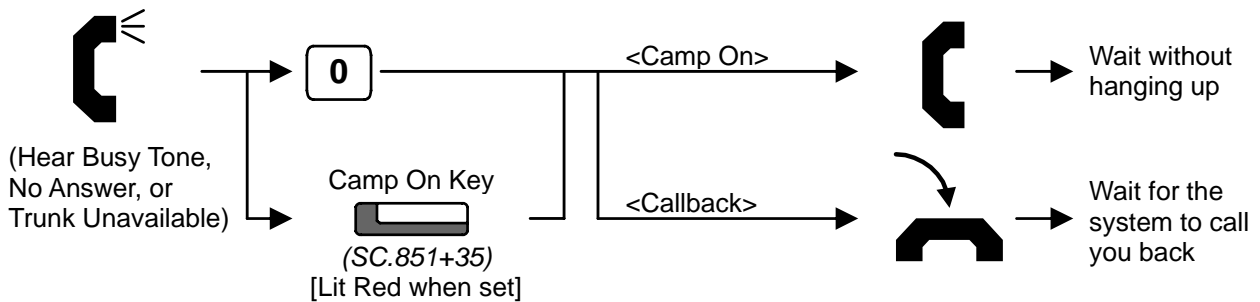 (Hear Busy Tone,
No Answer, or
Trunk Unavailable)
0
Camp On Key
(SC.851+35)
[Lit Red when set]
<Camp On>
Wait without
hanging up
<Callback>
Wait for the
system to call
you back